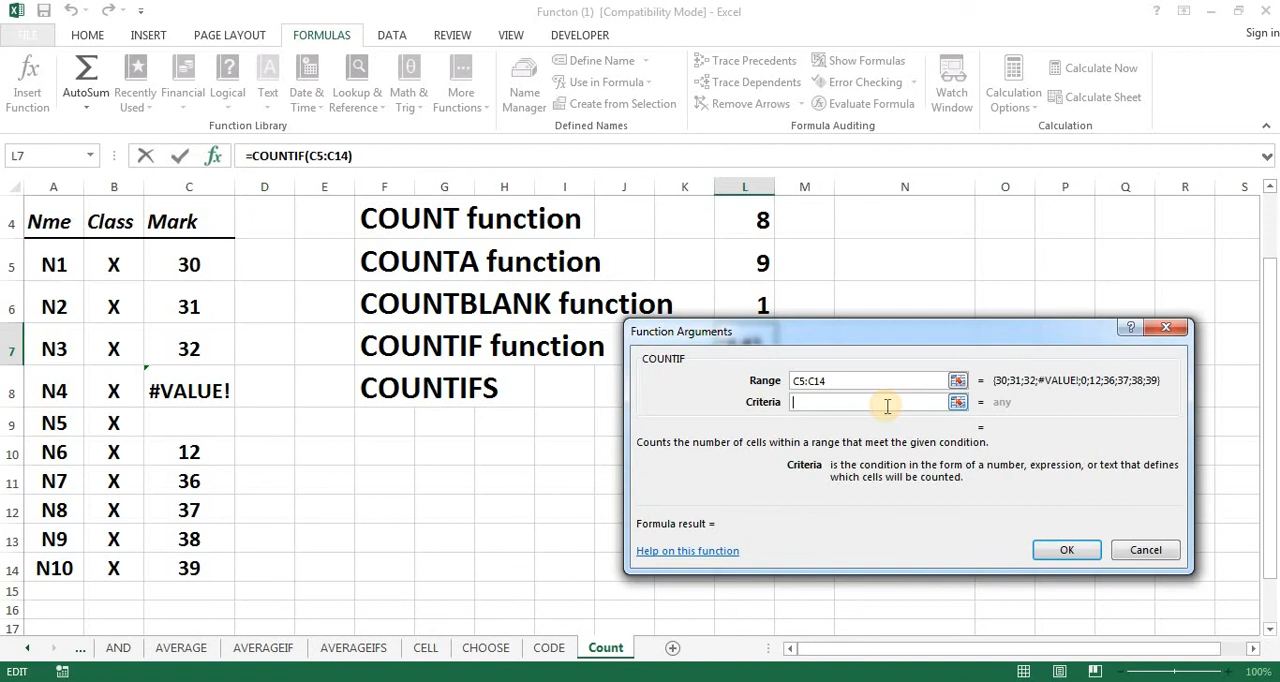 Functon (1) [Compatibility Mode] - Excel
?
Sign in
FILE HOME INSERT PAGE LAYOUT FORMULAS DATA REVIEW VIEW DEVELOPER
Insert Function
AutoSum
Recently Used
Financial
Logical
Text
Date & Time
Lookup & Reference
Math & Trig
More Functions
Function Library
Name Manager
Define Name
Use in Formula
Create from Selection
Defined Names
Trace Precedents
Trace Dependents
Remove Arrows
Show Formulas
Error Checking
Evaluate Formula
Formula Auditing
Watch Window
Calculation Options
Calculate Now
Calculate Sheet
Calculation
L7 fx =COUNTIF(C5:C14)
A B C D E F G H I J K L M N O P Q R S
4 Nme Class Mark COUNT function 8
5 N1 X 30 COUNTA function 9
6 N2 X 31 COUNTBLANK function 1
7 N3 X 32 COUNTIF function
8 N4 X #VALUE! COUNTIFS
9 N5 X
10 N6 X 12
11 N7 X 36
12 N8 X 37
13 N9 X 38
14 N10 X 39
15
16
17
Function Arguments
?
COUNTIF
Range C5:C14 = {30;31;32;#VALUE!;0;12;36;37;38;39}
Criteria = any
=
Counts the number of cells within a range that meet the given condition.
Criteria is the condition in the form of a number, expression, or text that defines
which cells will be counted.
Formula result =
Help on this function
OK Cancel
... AND AVERAGE AVERAGEIF AVERAGEIFS CELL CHOOSE CODE Count
EDIT
100%